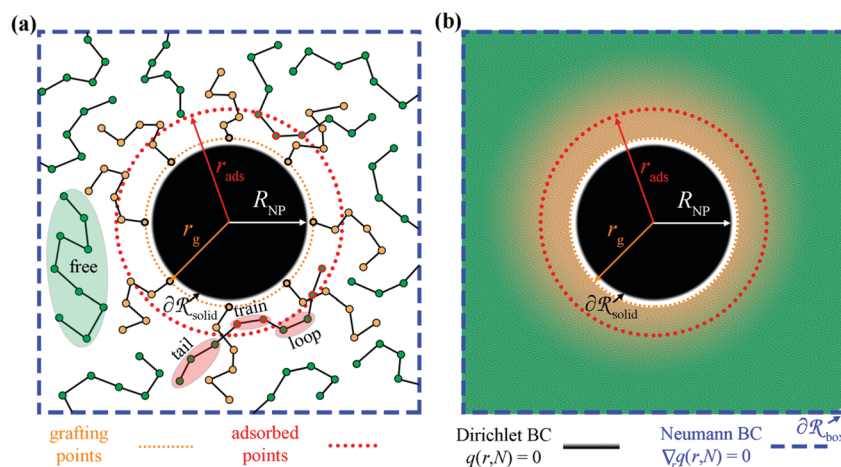 (a)
r_ads
R_NP
r_g
free
∂R_solid
train
tail
loop
grafting points
adsorbed points
(b)
r_ads
R_NP
r_g
∂R_solid
Dirichlet BC
q(r,N) = 0
Neumann BC
∇_r q(r,N) = 0
∂R_box